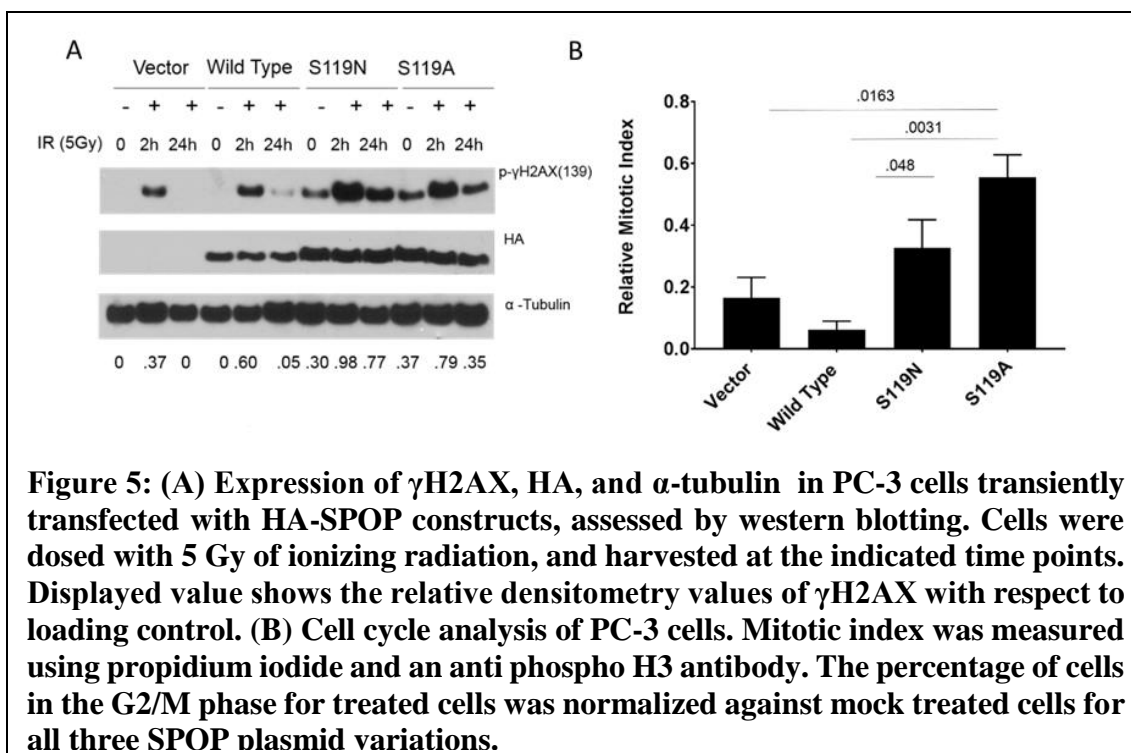 A
Vector Wild Type S119N S119A
- + + - + + - + + - + +
IR (5Gy) 0 2h 24h 0 2h 24h 0 2h 24h 0 2h 24h
p-γH2AX(139)
HA
α -Tubulin
0 .37 0 0 .60 .05 .30 .98 .77 .37 .79 .35
B
.0163
.0031
.048
Relative Mitotic Index
0.8
0.6
0.4
0.2
0.0
Vector
Wild Type
S119N
S119A
Figure 5: (A) Expression of γH2AX, HA, and α-tubulin in PC-3 cells transiently
transfected with HA-SPOP constructs, assessed by western blotting. Cells were
dosed with 5 Gy of ionizing radiation, and harvested at the indicated time points.
Displayed value shows the relative densitometry values of γH2AX with respect to
loading control. (B) Cell cycle analysis of PC-3 cells. Mitotic index was measured
using propidium iodide and an anti phospho H3 antibody. The percentage of cells
in the G2/M phase for treated cells was normalized against mock treated cells for
all three SPOP plasmid variations.